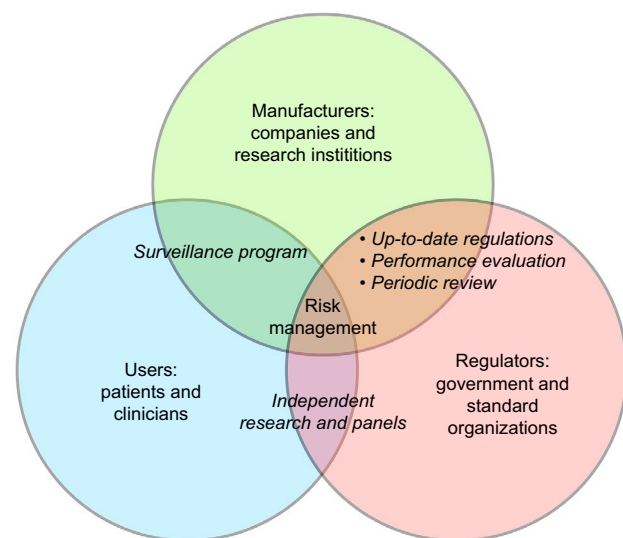 Manufacturers:
companies and
research instititions
Surveillance program
• Up-to-date regulations
• Performance evaluation
• Periodic review
Risk
management
Users:
patients and
clinicians
Independent
research and panels
Regulators:
government and
standard
organizations